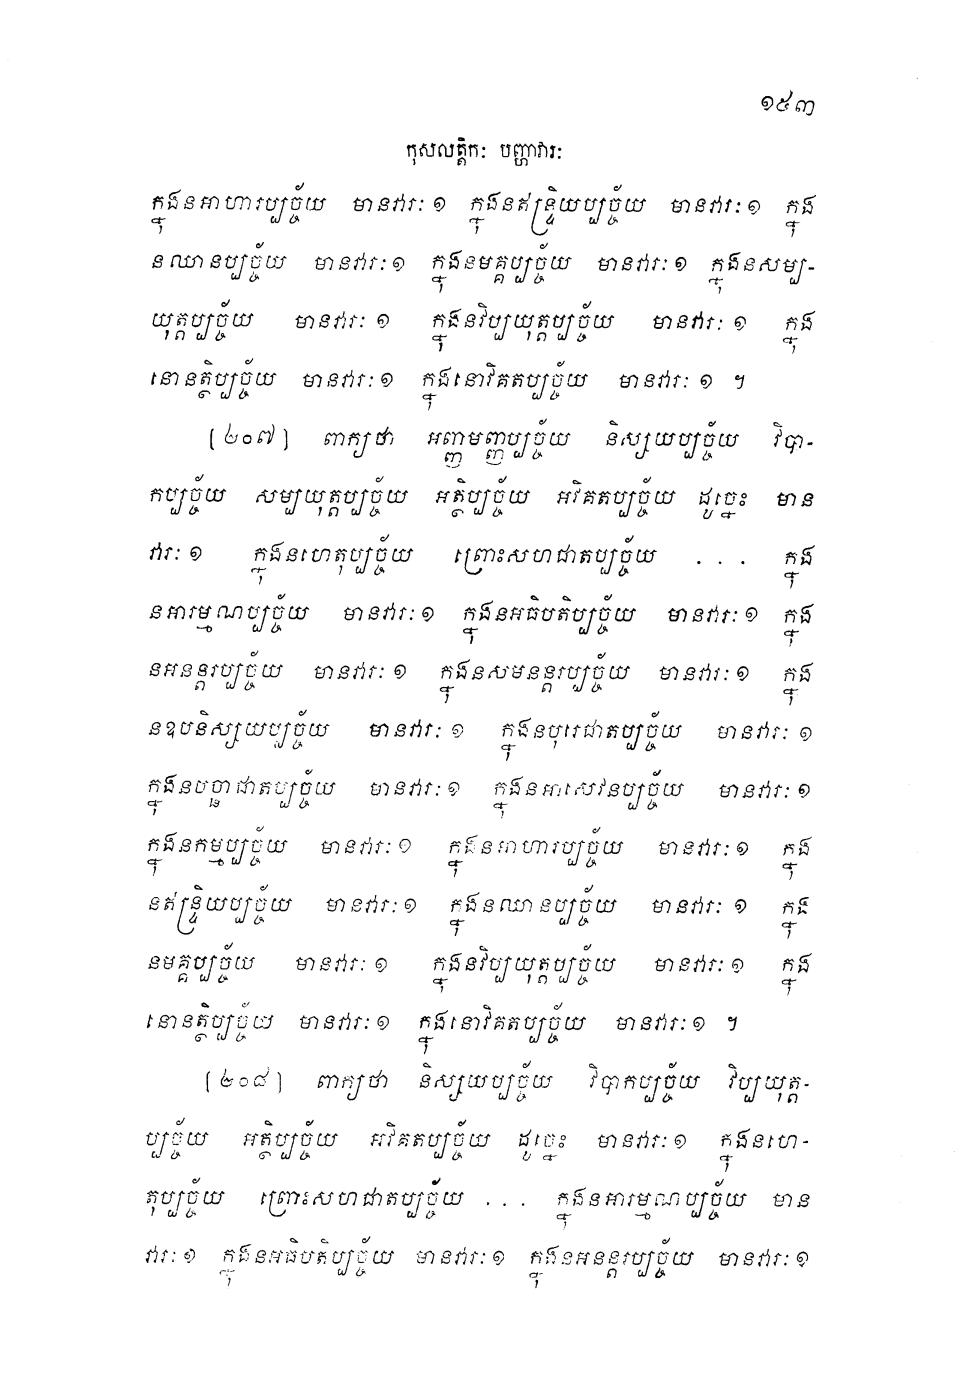 ១៥៣
កុសលត្តិកៈ បញ្ហាវារៈ
ក្នុងនអាហារប្បច្ច័យ មានវារៈ ១ ក្នុងនឥន្ទ្រិយប្បច្ច័យ មានវារៈ ១ ក្នុង
នឈានប្បច្ច័យ មានវារៈ ១ ក្នុងនមគ្គប្បច្ច័យ មានវារៈ ១ ក្នុងនសម្ប-
យុត្តប្បច្ច័យ មានវារៈ ១ ក្នុងនវិប្បយុត្តប្បច្ច័យ មានវារៈ ១ ក្នុង
នោនត្ថិប្បច្ច័យ មានវារៈ ១ ក្នុងនោវិគតប្បច្ច័យ មានវារៈ ១ ។
[២០៧] ពាក្យថា អញ្ញមញ្ញប្បច្ច័យ និស្សយប្បច្ច័យ វិបា-
កប្បច្ច័យ សម្បយុត្តប្បច្ច័យ អត្ថិប្បច្ច័យ អវិគតប្បច្ច័យ ដូច្នេះ មាន
វារៈ ១ ក្នុងនហេតុប្បច្ច័យ ព្រោះសហជាតប្បច្ច័យ . . . ក្នុង
នអារម្មណប្បច្ច័យ មានវារៈ ១ ក្នុងនអធិបតិប្បច្ច័យ មានវារៈ ១ ក្នុង
នអនន្តរប្បច្ច័យ មានវារៈ ១ ក្នុងនសមនន្តរប្បច្ច័យ មានវារៈ ១ ក្នុង
នឧបនិស្សយប្បច្ច័យ មានវារៈ ១ ក្នុងនបុរេជាតប្បច្ច័យ មានវារៈ ១
ក្នុងនបច្ឆាជាតប្បច្ច័យ មានវារៈ ១ ក្នុងនអាសេវនប្បច្ច័យ មានវារៈ ១
ក្នុងនកម្មប្បច្ច័យ មានវារៈ ១ ក្នុងនអាហារប្បច្ច័យ មានវារៈ ១ ក្នុង
នឥន្ទ្រិយប្បច្ច័យ មានវារៈ ១ ក្នុងនឈានប្បច្ច័យ មានវារៈ ១ ក្នុង
នមគ្គប្បច្ច័យ មានវារៈ ១ ក្នុងនវិប្បយុត្តប្បច្ច័យ មានវារៈ ១ ក្នុង
នោនត្ថិប្បច្ច័យ មានវារៈ ១ ក្នុងនោវិគតប្បច្ច័យ មានវារៈ ១ ។
[២០៨] ពាក្យថា និស្សយប្បច្ច័យ វិបាកប្បច្ច័យ វិប្បយុត្ត-
ប្បច្ច័យ អត្ថិប្បច្ច័យ អវិគតប្បច្ច័យ ដូច្នេះ មានវារៈ ១ ក្នុងនហេ-
តុប្បច្ច័យ ព្រោះសហជាតប្បច្ច័យ . . . ក្នុងនអារម្មណប្បច្ច័យ មាន
វារៈ ១ ក្នុងនអធិបតិប្បច្ច័យ មានវារៈ ១ ក្នុងនអនន្តរប្បច្ច័យ មានវារៈ ១